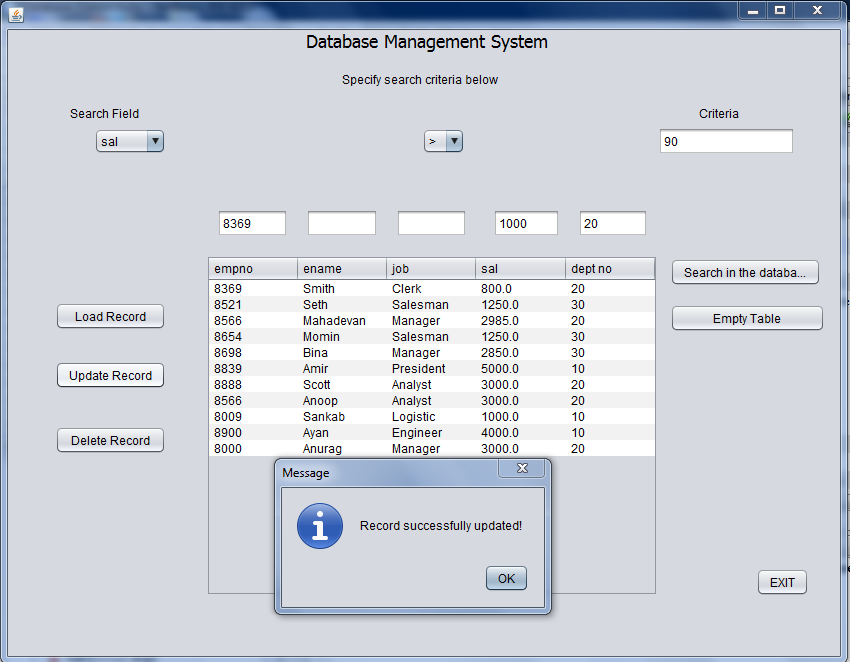 Database Management System
Specify search criteria below
Search Field Criteria
sal > 90
8369 1000 20
empno ename job sal dept no
8369 Smith Clerk 800.0 20
8521 Seth Salesman 1250.0 30
8566 Mahadevan Manager 2985.0 20
8654 Momin Salesman 1250.0 30
8698 Bina Manager 2850.0 30
8839 Amir President 5000.0 10
8888 Scott Analyst 3000.0 20
8566 Anoop Analyst 3000.0 20
8009 Sankab Logistic 1000.0 10
8900 Ayan Engineer 4000.0 10
8000 Anurag Manager 3000.0 20
Search in the databa...
Empty Table
Load Record
Update Record
Delete Record
Message
Record successfully updated!
OK
EXIT